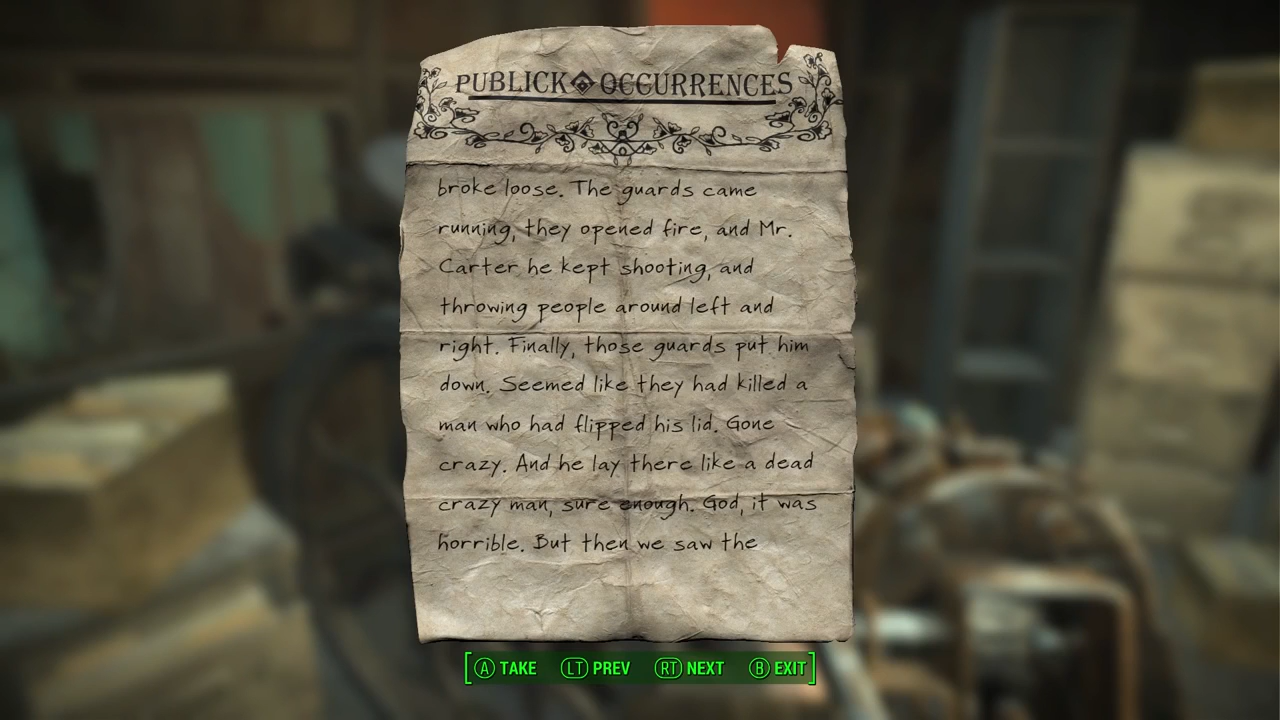 PUBLICK OCCURRENCES
broke loose. The guards came
running, they opened fire, and Mr.
Carter he kept shooting, and
throwing people around left and
right. Finally, those guards put him
down. Seemed like they had killed a
man who had flipped his lid. Gone
crazy. And he lay there like a dead
crazy man, sure enough. God, it was
horrible. But then we saw the
A TAKE LT PREV RT NEXT B EXIT